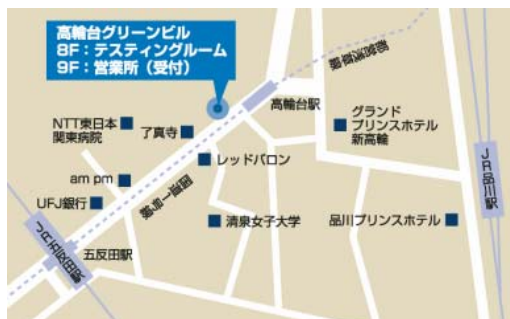 高輪台グリーンビル
8F：テスティングルーム
9F：営業所（受付）
都営浅草線
高輪台駅
NTT東日本
関東病院
了真寺
グランド
プリンスホテル
新高輪
レッドバロン
am pm
国道一号線
UFJ銀行
清泉女子大学
品川プリンスホテル
JR品川駅
五反田駅
JR五反田駅